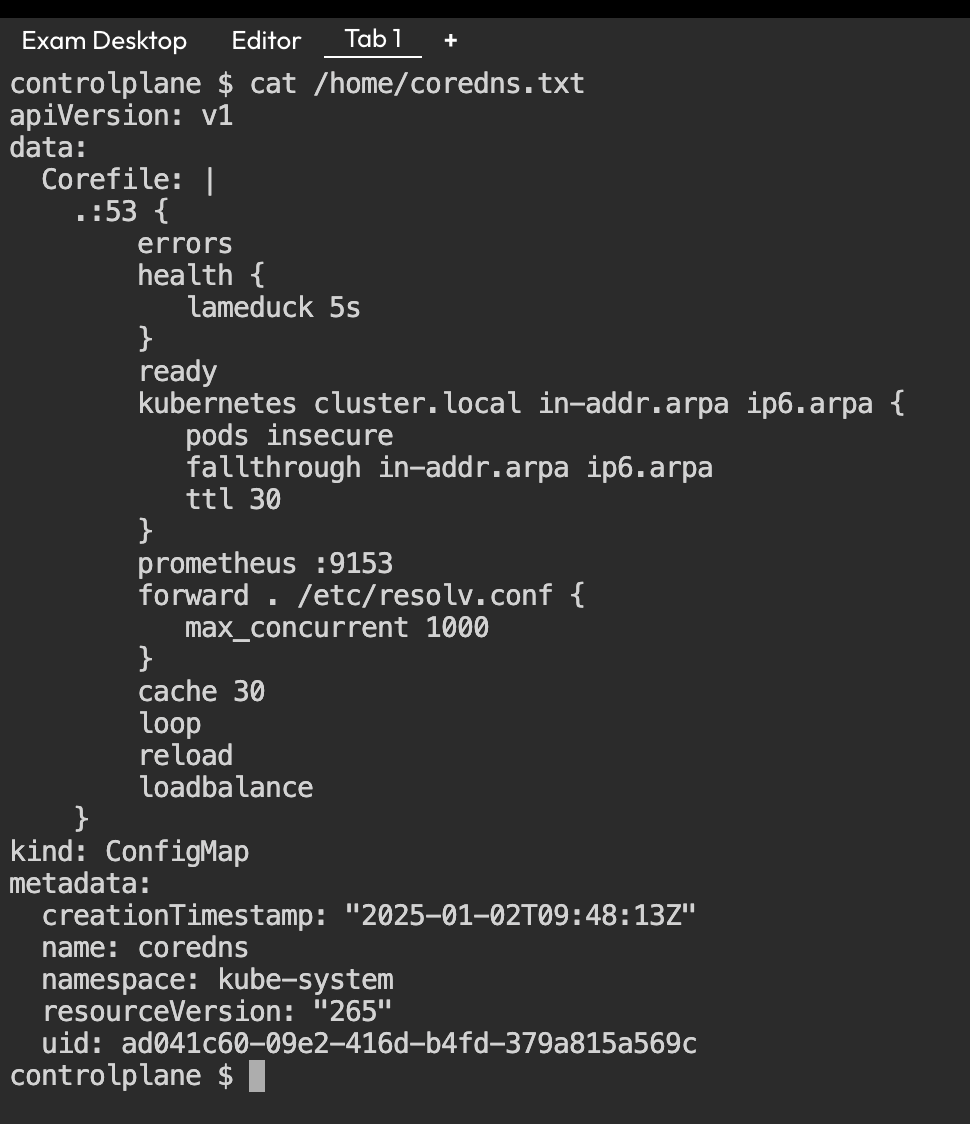 Exam Desktop Editor Tab 1 +
controlplane $ cat /home/coredns.txt
apiVersion: v1
data:
  Corefile: |
    .:53 {
        errors
        health {
           lameduck 5s
        }
        ready
        kubernetes cluster.local in-addr.arpa ip6.arpa {
           pods insecure
           fallthrough in-addr.arpa ip6.arpa
           ttl 30
        }
        prometheus :9153
        forward . /etc/resolv.conf {
           max_concurrent 1000
        }
        cache 30
        loop
        reload
        loadbalance
    }
kind: ConfigMap
metadata:
  creationTimestamp: "2025-01-02T09:48:13Z"
  name: coredns
  namespace: kube-system
  resourceVersion: "265"
  uid: ad041c60-09e2-416d-b4fd-379a815a569c
controlplane $